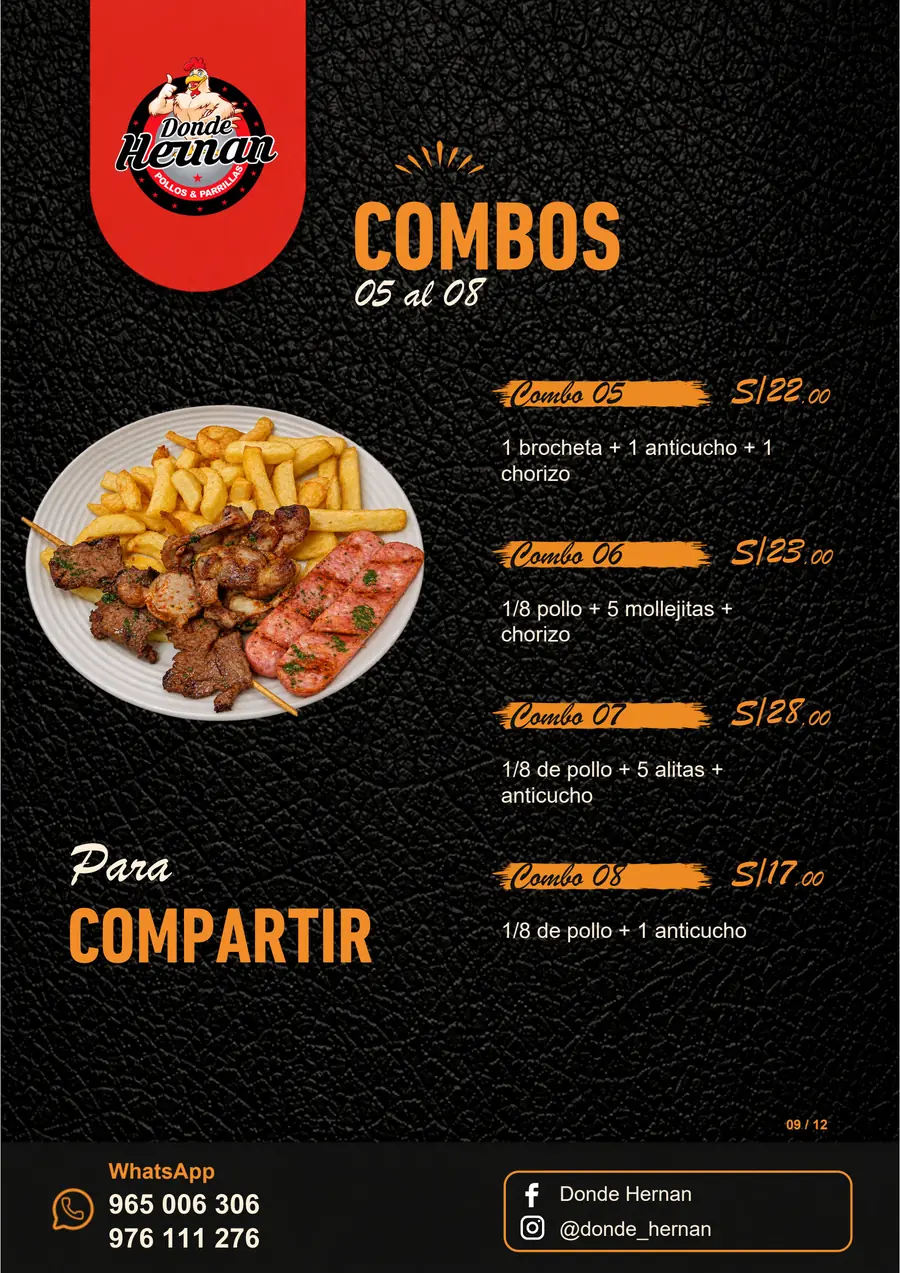 Donde
Hernan
POLLOS & PARRILLAS
COMBOS
05 al 08
Combo 05 S/22.00
1 brocheta + 1 anticucho + 1
chorizo
Combo 06 S/23.00
1/8 pollo + 5 mollejitas +
chorizo
Combo 07 S/28.00
1/8 de pollo + 5 alitas +
anticucho
Combo 08 S/17.00
1/8 de pollo + 1 anticucho
Para
COMPARTIR
09 / 12
WhatsApp
965 006 306
976 111 276
Donde Hernan
@donde_hernan